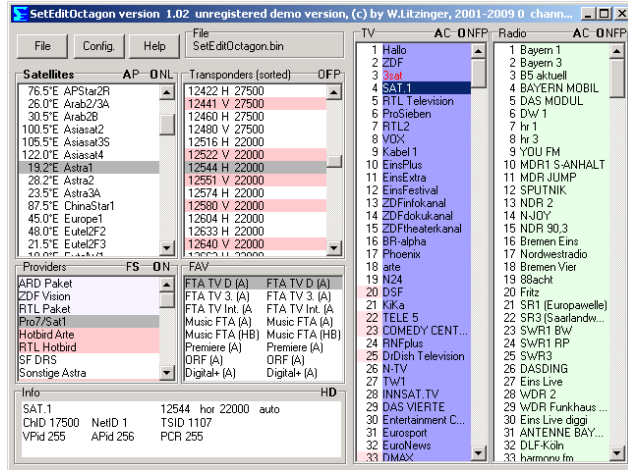 SetEditOctagon version 1.02 unregistered demo version, (c) by W.Litzinger, 2001-2009 0 chann...
File
Config.
Help
File
SetEditOctagon.bin
Satellites AP ONL
76.5°E APStar2R
26.0°E Arab2/3A
30.5°E Arab2B
100.5°E Asiasat2
105.5°E Asiasat3S
122.0°E Asiasat4
19.2°E Astra1
28.2°E Astra2
23.5°E Astra3A
87.5°E ChinaStar1
45.0°E Europe1
48.0°E Eutel2F2
21.5°E Eutel2F3
Transponders (sorted) OFP
12422 H 27500
12441 V 27500
12460 H 27500
12480 V 27500
12516 H 22000
12522 V 22000
12544 H 22000
12551 V 22000
12574 H 22000
12580 V 22000
12604 H 22000
12633 H 22000
12640 V 22000
Providers FS ON
ARD Paket
ZDF Vision
RTL Paket
Pro7/Sat1
Hotbird Arte
RTL Hotbird
SF DRS
Sonstige Astra
FAV
FTA TV D (A) FTA TV D (A)
FTA TV 3. (A) FTA TV 3. (A)
FTA TV Int. (A FTA TV Int. (A
Music FTA (A) Music FTA (A)
Music FTA (HB) Music FTA (HB)
Premiere (A) Premiere (A)
ORF (A) ORF (A)
Digital+ (A) Digital+ (A)
Info HD
SAT.1 12544 hor 22000 auto
ChID 17500 NetID 1 TSID 1107
VPid 255 APid 256 PCR 255
TV AC ONFP
1 Hallo
2 ZDF
3 3sat
4 SAT.1
5 RTL Television
6 ProSieben
7 RTL2
8 VOX
9 Kabel 1
10 EinsPlus
11 EinsExtra
12 EinsFestival
13 ZDFinfokanal
14 ZDFdokukanal
15 ZDFtheaterkanal
16 BR-alpha
17 Phoenix
18 arte
19 N24
20 DSF
21 KiKa
22 TELE 5
23 COMEDY CENT...
24 RNFplus
25 DrDish Television
26 N-TV
27 TW1
28 INNSAT.TV
29 DAS VIERTE
30 Entertainment C...
31 Eurosport
32 EuroNews
33 DMAX
Radio AC ONFP
1 Bayern 1
2 Bayern 3
3 B5 aktuell
4 BAYERN MOBIL
5 DAS MODUL
6 DW 1
7 hr 1
8 hr 3
9 YOU FM
10 MDR1 S-ANHALT
11 MDR JUMP
12 SPUTNIK
13 NDR 2
14 N-JOY
15 NDR 90,3
16 Bremen Eins
17 Nordwestradio
18 Bremen Vier
19 88acht
20 Fritz
21 SR1 (Europawelle)
22 SR3 (Saarlandw...
23 SWR1 BW
24 SWR1 RP
25 SWR3
26 DASDING
27 Eins Live
28 WDR 2
29 WDR Funkhaus ...
30 Eins Live diggi
31 ANTENNE BAY...
32 DLF-Köln
33 harmony fm